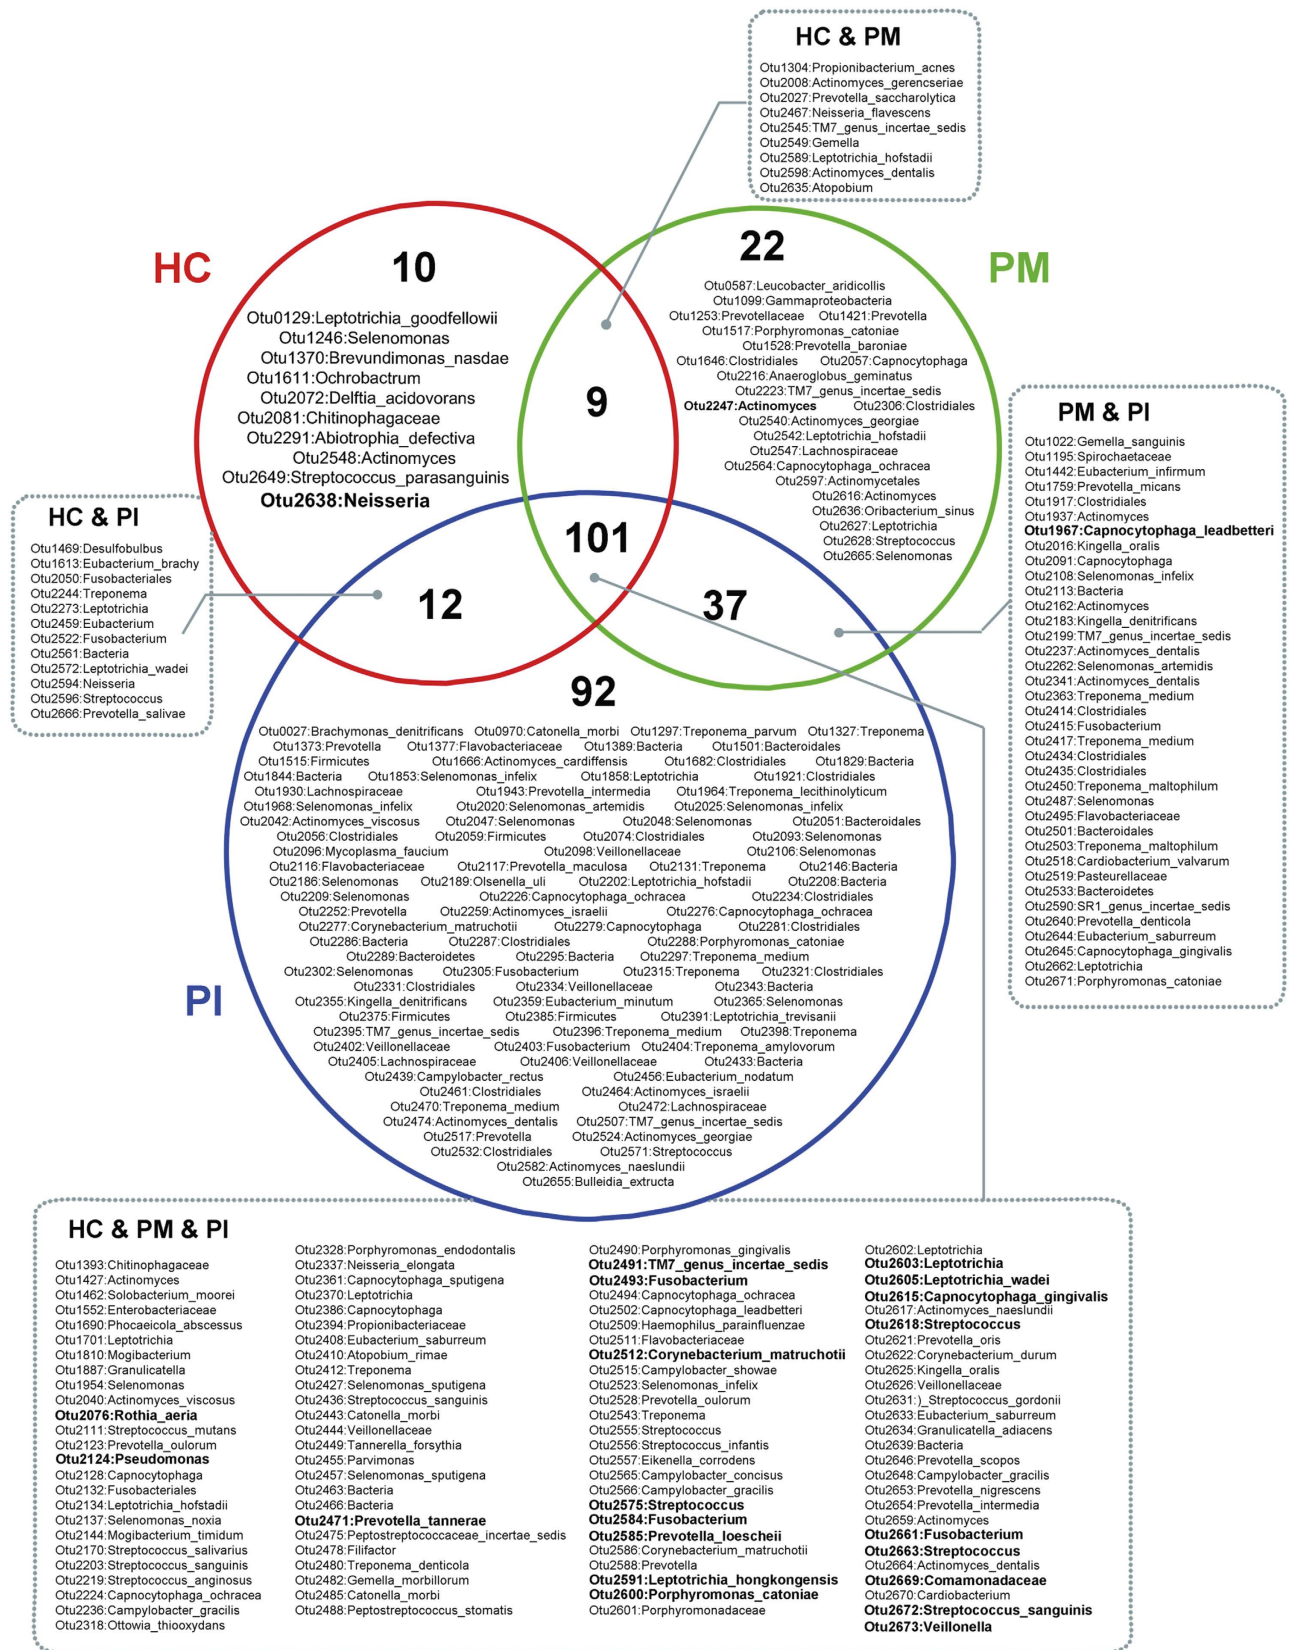 HC & PM
Otu1304:Propionibacterium_acnes
Otu2008:Actinomyces_gerencseriae
Otu2027:Prevotella_saccharolytica
Otu2467:Neisseria_flavescens
Otu2545:TM7_genus_incertae_sedis
Otu2549:Gemella
Otu2589:Leptotrichia_hofstadii
Otu2598:Actinomyces_dentalis
Otu2635:Atopobium
HC
10
Otu0129:Leptotrichia_goodfellowii
Otu1246:Selenomonas
Otu1370:Brevundimonas_nasdae
Otu1611:Ochrobactrum
Otu2072:Delftia_acidovorans
Otu2081:Chitinophagaceae
Otu2291:Abiotrophia_defectiva
Otu2548:Actinomyces
Otu2649:Streptococcus_parasanguinis
Otu2638:Neisseria
9
PM
22
Otu0587:Leucobacter_aridicollis
Otu1099:Gammaproteobacteria
Otu1253:Prevotellaceae Otu1421:Prevotella
Otu1517:Porphyromonas_catoniae
Otu1528:Prevotella_baroniae
Otu1646:Clostridiales Otu2057:Capnocytophaga
Otu2216:Anaeroglobus_geminatus
Otu2223:TM7_genus_incertae_sedis
Otu2247:Actinomyces Otu2306:Clostridiales
Otu2540:Actinomyces_georgiae
Otu2542:Leptotrichia_hofstadii
Otu2547:Lachnospiraceae
Otu2564:Capnocytophaga_ochracea
Otu2597:Actinomycetales
Otu2616:Actinomyces
Otu2636:Oribacterium_sinus
Otu2627:Leptotrichia
Otu2628:Streptococcus
Otu2665:Selenomonas
PM & PI
Otu1022:Gemella_sanguinis
Otu1195:Spirochaetaceae
Otu1442:Eubacterium_infirmum
Otu1759:Prevotella_micans
Otu1917:Clostridiales
Otu1937:Actinomyces
Otu1967:Capnocytophaga_leadbetteri
Otu2016:Kingella_oralis
Otu2091:Capnocytophaga
Otu2108:Selenomonas_infelix
Otu2113:Bacteria
Otu2162:Actinomyces
Otu2183:Kingella_denitrificans
Otu2199:TM7_genus_incertae_sedis
Otu2237:Actinomyces_dentalis
Otu2262:Selenomonas_artemidis
Otu2341:Actinomyces_dentalis
Otu2363:Treponema_medium
Otu2414:Clostridiales
Otu2415:Fusobacterium
Otu2417:Treponema_medium
Otu2434:Clostridiales
Otu2435:Clostridiales
Otu2450:Treponema_maltophilum
Otu2487:Selenomonas
Otu2495:Flavobacteriaceae
Otu2501:Bacteroidales
Otu2503:Treponema_maltophilum
Otu2518:Cardiobacterium_valvarum
Otu2519:Pasteurellaceae
Otu2533:Bacteroidetes
Otu2590:SR1_genus_incertae_sedis
Otu2640:Prevotella_denticola
Otu2644:Eubacterium_saburreum
Otu2645:Capnocytophaga_gingivalis
Otu2662:Leptotrichia
Otu2671:Porphyromonas_catoniae
HC & PI
Otu1469:Desulfobulbus
Otu1613:Eubacterium_brachy
Otu2050:Fusobacteriales
Otu2244:Treponema
Otu2273:Leptotrichia
Otu2459:Eubacterium
Otu2522:Fusobacterium
Otu2561:Bacteria
Otu2572:Leptotrichia_wadei
Otu2594:Neisseria
Otu2596:Streptococcus
Otu2666:Prevotella_salivae
101
12
37
PI
92
Otu0027:Brachymonas_denitrificans Otu0970:Catonella_morbi Otu1297:Treponema_parvum Otu1327:Treponema
Otu1373:Prevotella Otu1377:Flavobacteriaceae Otu1389:Bacteria Otu1501:Bacteroidales
Otu1515:Firmicutes Otu1666:Actinomyces_cardiffensis Otu1682:Clostridiales Otu1829:Bacteria
Otu1844:Bacteria Otu1853:Selenomonas_infelix Otu1858:Leptotrichia Otu1921:Clostridiales
Otu1930:Lachnospiraceae Otu1943:Prevotella_intermedia Otu1964:Treponema_lecithinolyticum
Otu1968:Selenomonas_infelix Otu2020:Selenomonas_artemidis Otu2025:Selenomonas_infelix
Otu2042:Actinomyces_viscosus Otu2047:Selenomonas Otu2048:Selenomonas Otu2051:Bacteroidales
Otu2056:Clostridiales Otu2059:Firmicutes Otu2074:Clostridiales Otu2093:Selenomonas
Otu2096:Mycoplasma_faucium Otu2098:Veillonellaceae Otu2106:Selenomonas
Otu2116:Flavobacteriaceae Otu2117:Prevotella_maculosa Otu2131:Treponema Otu2146:Bacteria
Otu2186:Selenomonas Otu2189:Olsenella_uli Otu2202:Leptotrichia_hofstadii Otu2208:Bacteria
Otu2209:Selenomonas Otu2226:Capnocytophaga_ochracea Otu2234:Clostridiales
Otu2252:Prevotella Otu2259:Actinomyces_israelii Otu2276:Capnocytophaga_ochracea
Otu2277:Corynebacterium_matruchotii Otu2279:Capnocytophaga Otu2281:Clostridiales
Otu2286:Bacteria Otu2287:Clostridiales Otu2288:Porphyromonas_catoniae
Otu2289:Bacteroidetes Otu2295:Bacteria Otu2297:Treponema_medium
Otu2302:Selenomonas Otu2305:Fusobacterium Otu2315:Treponema Otu2321:Clostridiales
Otu2331:Clostridiales Otu2334:Veillonellaceae Otu2343:Bacteria
Otu2355:Kingella_denitrificans Otu2359:Eubacterium_minutum Otu2365:Selenomonas
Otu2375:Firmicutes Otu2385:Firmicutes Otu2391:Leptotrichia_trevisanii
Otu2395:TM7_genus_incertae_sedis Otu2396:Treponema_medium Otu2398:Treponema
Otu2402:Veillonellaceae Otu2403:Fusobacterium Otu2404:Treponema_amylovorum
Otu2405:Lachnospiraceae Otu2406:Veillonellaceae Otu2433:Bacteria
Otu2439:Campylobacter_rectus Otu2456:Eubacterium_nodatum
Otu2461:Clostridiales Otu2464:Actinomyces_israelii
Otu2470:Treponema_medium Otu2472:Lachnospiraceae
Otu2474:Actinomyces_dentalis Otu2507:TM7_genus_incertae_sedis
Otu2517:Prevotella Otu2524:Actinomyces_georgiae
Otu2532:Clostridiales Otu2571:Streptococcus
Otu2582:Actinomyces_naeslundii
Otu2655:Bulleidia_extructa
HC & PM & PI
Otu1393:Chitinophagaceae
Otu1427:Actinomyces
Otu1462:Solobacterium_moorei
Otu1552:Enterobacteriaceae
Otu1690:Phocaeicola_abscessus
Otu1701:Leptotrichia
Otu1810:Mogibacterium
Otu1887:Granulicatella
Otu1954:Selenomonas
Otu2040:Actinomyces_viscosus
Otu2076:Rothia_aeria
Otu2111:Streptococcus_mutans
Otu2123:Prevotella_oulorum
Otu2124:Pseudomonas
Otu2128:Capnocytophaga
Otu2132:Fusobacteriales
Otu2134:Leptotrichia_hofstadii
Otu2137:Selenomonas_noxia
Otu2144:Mogibacterium_timidum
Otu2170:Streptococcus_salivarius
Otu2203:Streptococcus_sanguinis
Otu2219:Streptococcus_anginosus
Otu2224:Capnocytophaga_ochracea
Otu2236:Campylobacter_gracilis
Otu2318:Ottowia_thiooxydans
Otu2328:Porphyromonas_endodontalis
Otu2337:Neisseria_elongata
Otu2361:Capnocytophaga_sputigena
Otu2370:Leptotrichia
Otu2386:Capnocytophaga
Otu2394:Propionibacteriaceae
Otu2408:Eubacterium_saburreum
Otu2410:Atopobium_rimae
Otu2412:Treponema
Otu2427:Selenomonas_sputigena
Otu2436:Streptococcus_sanguinis
Otu2443:Catonella_morbi
Otu2444:Veillonellaceae
Otu2449:Tannerella_forsythia
Otu2455:Parvimonas
Otu2457:Selenomonas_sputigena
Otu2463:Bacteria
Otu2466:Bacteria
Otu2471:Prevotella_tannerae
Otu2475:Peptostreptococcaceae_incertae_sedis
Otu2478:Filifactor
Otu2480:Treponema_denticola
Otu2482:Gemella_morbillorum
Otu2485:Catonella_morbi
Otu2488:Peptostreptococcus_stomatis
Otu2490:Porphyromonas_gingivalis
Otu2491:TM7_genus_incertae_sedis
Otu2493:Fusobacterium
Otu2494:Capnocytophaga_ochracea
Otu2502:Capnocytophaga_leadbetteri
Otu2509:Haemophilus_parainfluenzae
Otu2511:Flavobacteriaceae
Otu2512:Corynebacterium_matruchotii
Otu2515:Campylobacter_showae
Otu2523:Selenomonas_infelix
Otu2528:Prevotella_oulorum
Otu2543:Treponema
Otu2555:Streptococcus
Otu2556:Streptococcus_infantis
Otu2557:Eikenella_corrodens
Otu2565:Campylobacter_concisus
Otu2566:Campylobacter_gracilis
Otu2575:Streptococcus
Otu2584:Fusobacterium
Otu2585:Prevotella_loescheii
Otu2586:Corynebacterium_matruchotii
Otu2588:Prevotella
Otu2591:Leptotrichia_hongkongensis
Otu2600:Porphyromonas_catoniae
Otu2601:Porphyromonadaceae
Otu2602:Leptotrichia
Otu2603:Leptotrichia
Otu2605:Leptotrichia_wadei
Otu2615:Capnocytophaga_gingivalis
Otu2617:Actinomyces_naeslundii
Otu2618:Streptococcus
Otu2621:Prevotella_oris
Otu2622:Corynebacterium_durum
Otu2625:Kingella_oralis
Otu2626:Veillonellaceae
Otu2631:)_Streptococcus_gordonii
Otu2633:Eubacterium_saburreum
Otu2634:Granulicatella_adiacens
Otu2639:Bacteria
Otu2646:Prevotella_scopos
Otu2648:Campylobacter_gracilis
Otu2653:Prevotella_nigrescens
Otu2654:Prevotella_intermedia
Otu2659:Actinomyces
Otu2661:Fusobacterium
Otu2663:Streptococcus
Otu2664:Actinomyces_dentalis
Otu2669:Comamonadaceae
Otu2670:Cardiobacterium
Otu2672:Streptococcus_sanguinis
Otu2673:Veillonella